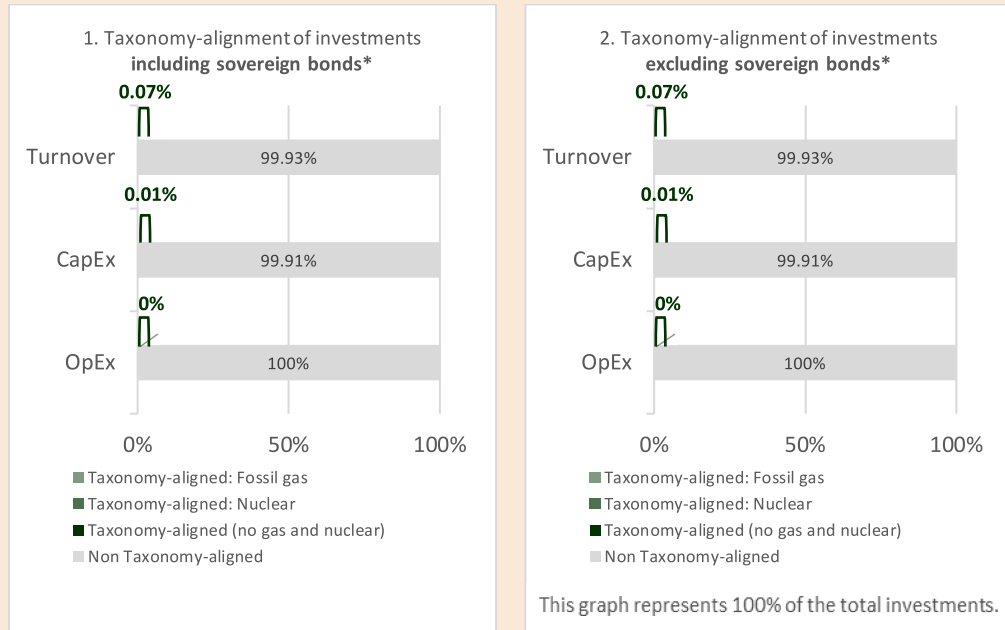 1. Taxonomy-alignment of investments
including sovereign bonds*
0.07%
Turnover
99.93%
0.01%
CapEx
99.91%
0%
OpEx
100%
0%
50%
100%
Taxonomy-aligned: Fossil gas
Taxonomy-aligned: Nuclear
Taxonomy-aligned (no gas and nuclear)
Non Taxonomy-aligned
2. Taxonomy-alignment of investments
excluding sovereign bonds*
0.07%
Turnover
99.93%
0.01%
CapEx
99.91%
0%
OpEx
100%
0%
50%
100%
Taxonomy-aligned: Fossil gas
Taxonomy-aligned: Nuclear
Taxonomy-aligned (no gas and nuclear)
Non Taxonomy-aligned
This graph represents 100% of the total investments.